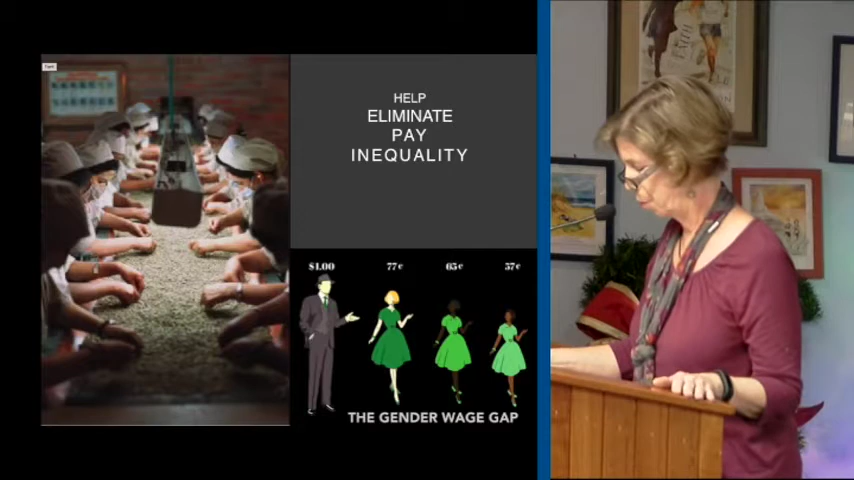 HELP
ELIMINATE
PAY
INEQUALITY
$1.00 77¢ 65¢ 57¢
THE GENDER WAGE GAP